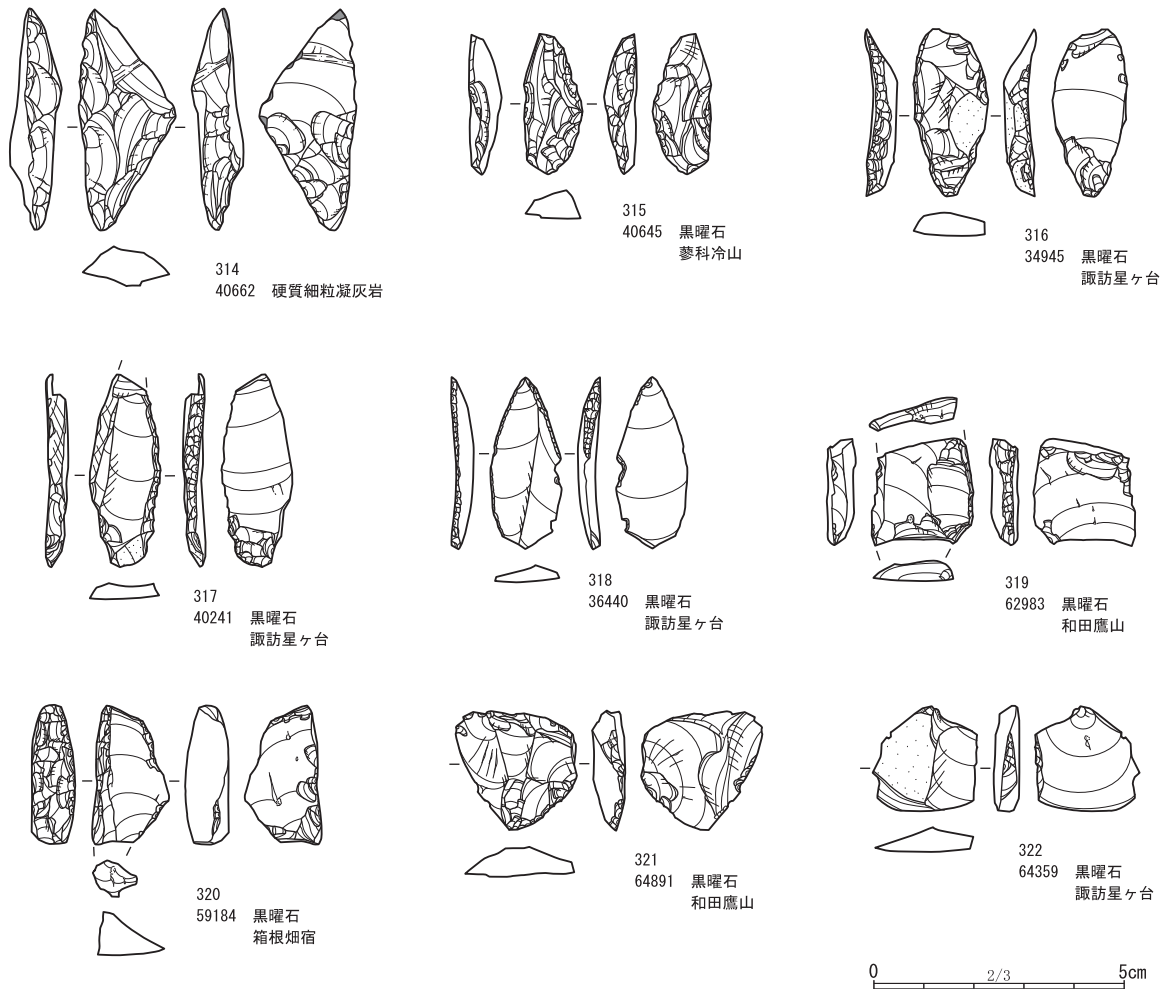 314
40662 硬質細粒凝灰岩
315
40645 黒曜石
蓼科冷山
316
34945 黒曜石
諏訪星ヶ台
317
40241 黒曜石
諏訪星ヶ台
318
36440 黒曜石
諏訪星ヶ台
319
62983 黒曜石
和田鷹山
320
59184 黒曜石
箱根畑宿
321
64891 黒曜石
和田鷹山
322
64359 黒曜石
諏訪星ヶ台
0 2/3 5cm